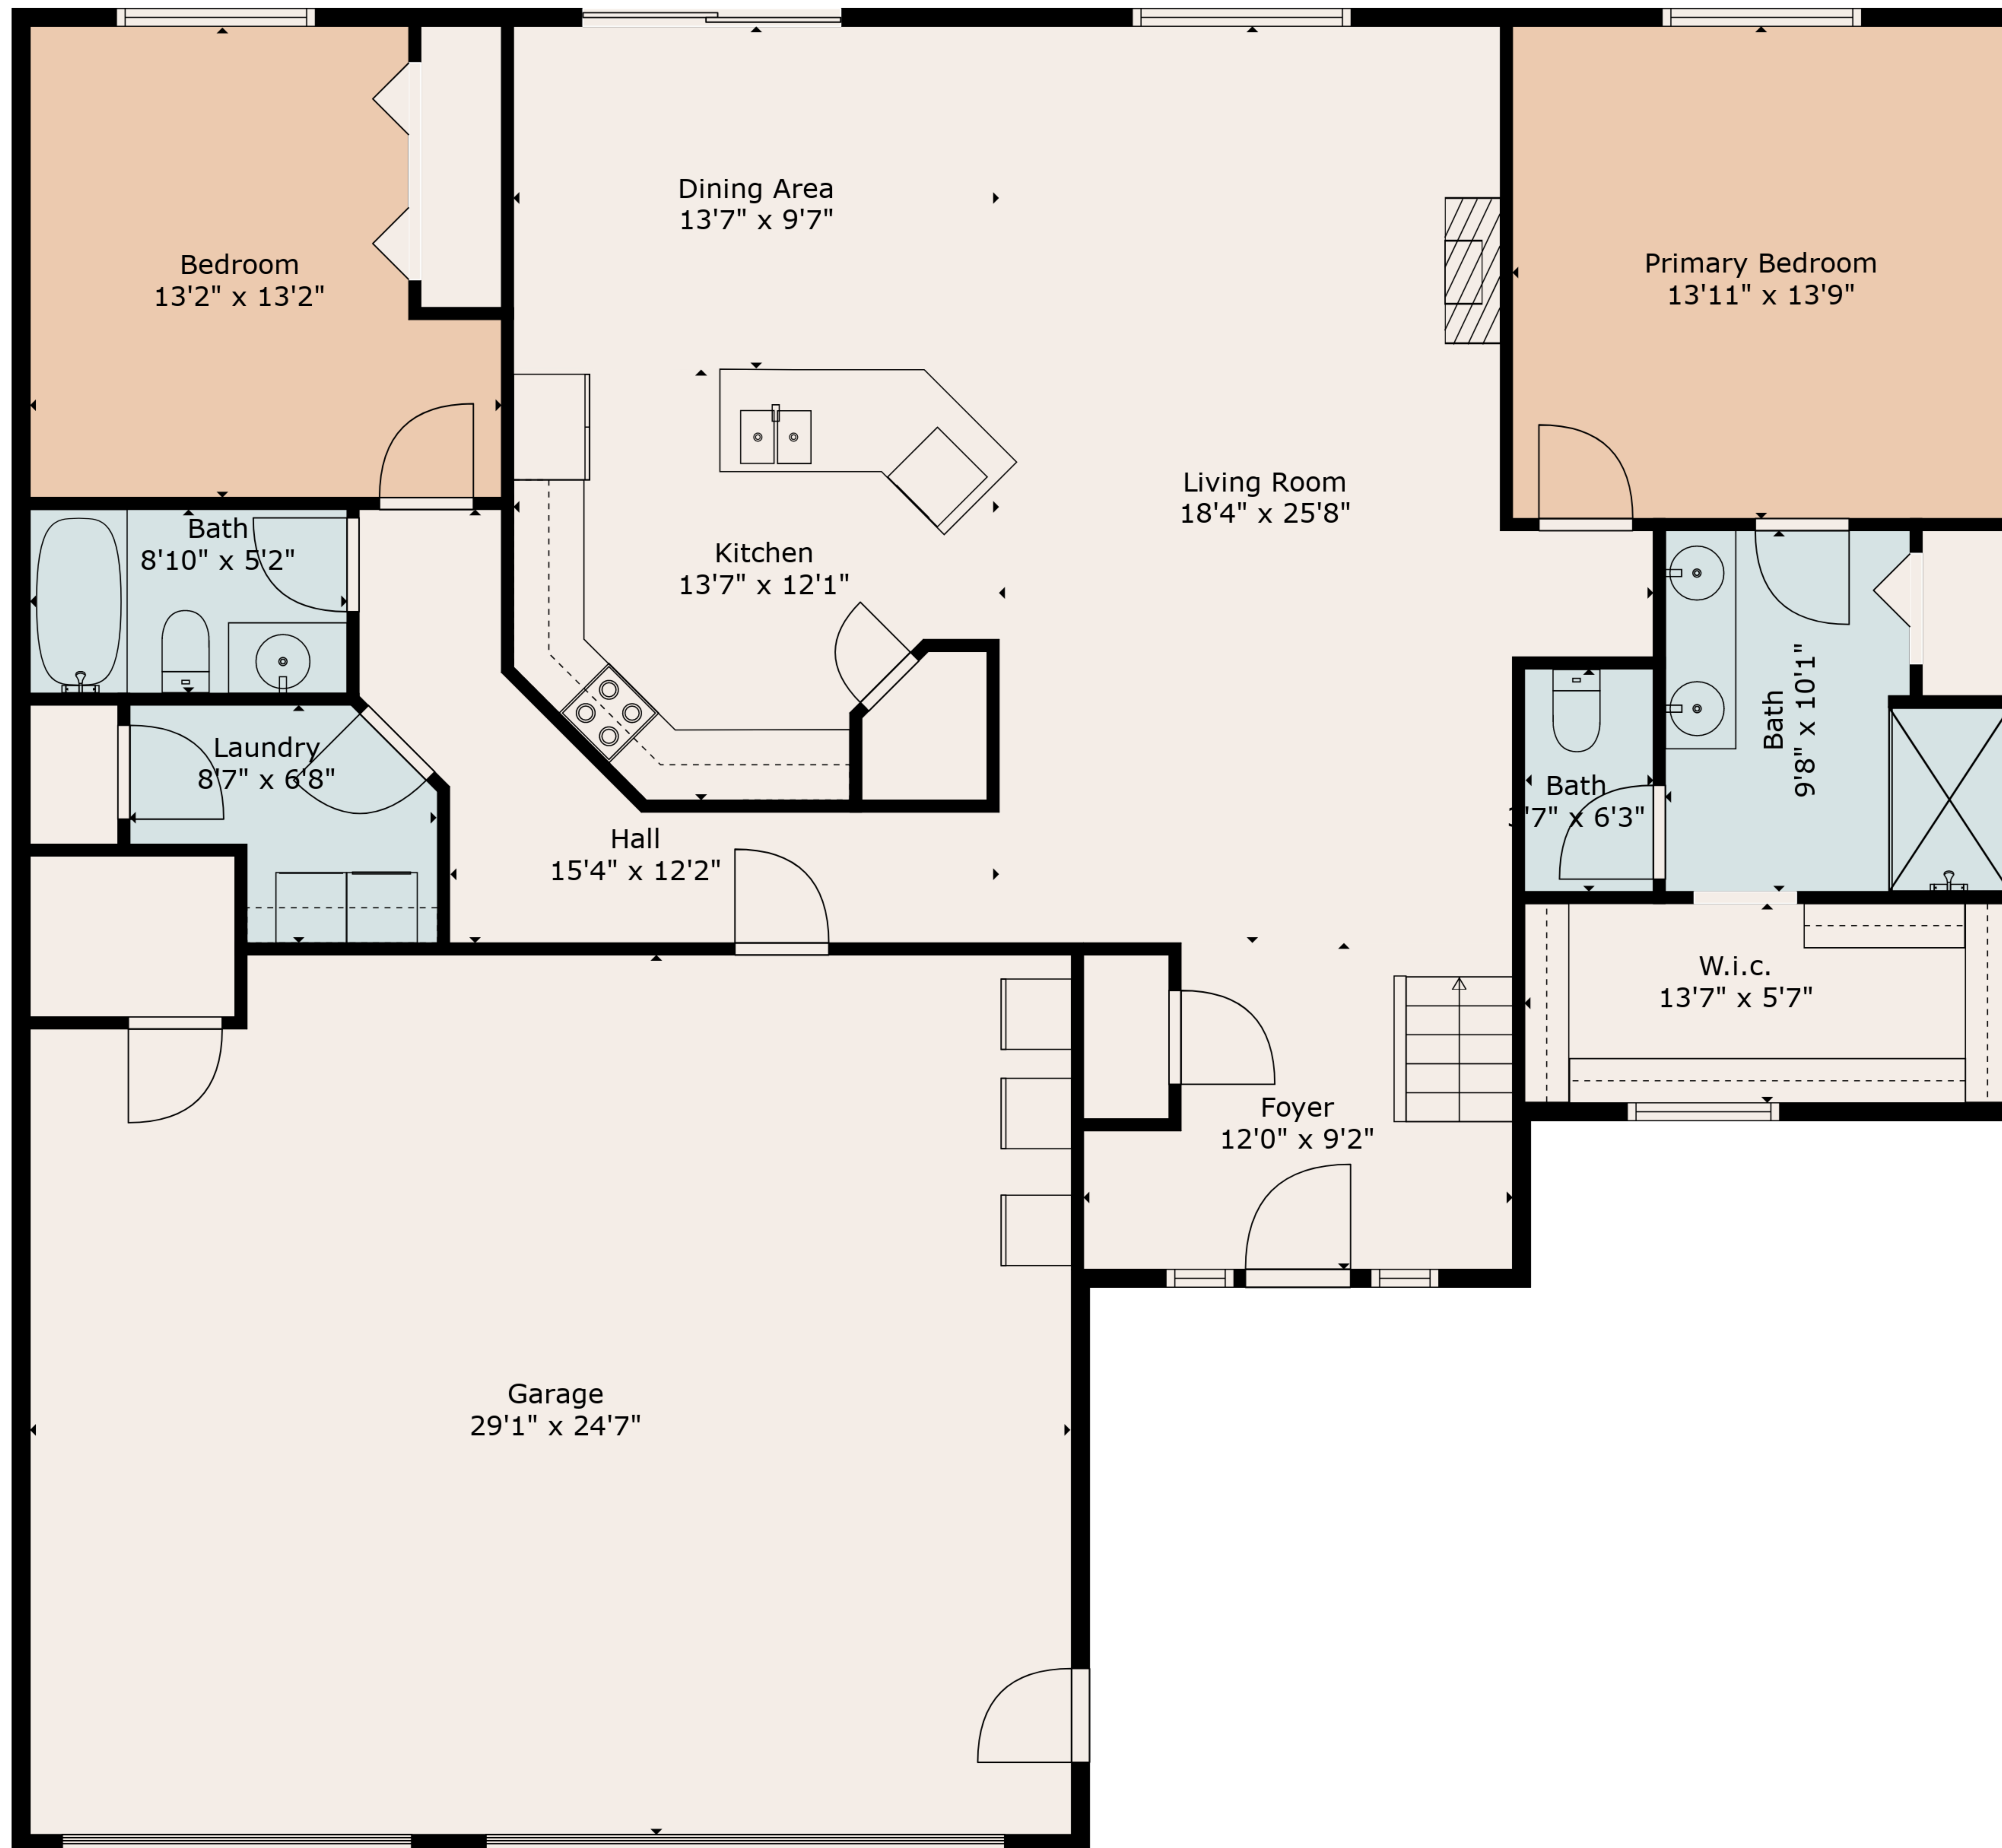 Dining Area
13'7" x 9'7"
Bedroom
13'2" x 13'2"
Primary Bedroom
13'11" x 13'9"
Living Room
18'4" x 25'8"
Bath
8'10" x 5'2"
Kitchen
13'7" x 12'1"
Laundry
8'7" x 6'8"
Bath
9'8" x 10'1"
Bath
3'7" x 6'3"
Hall
15'4" x 12'2"
W.i.c.
13'7" x 5'7"
Foyer
12'0" x 9'2"
Garage
29'1" x 24'7"